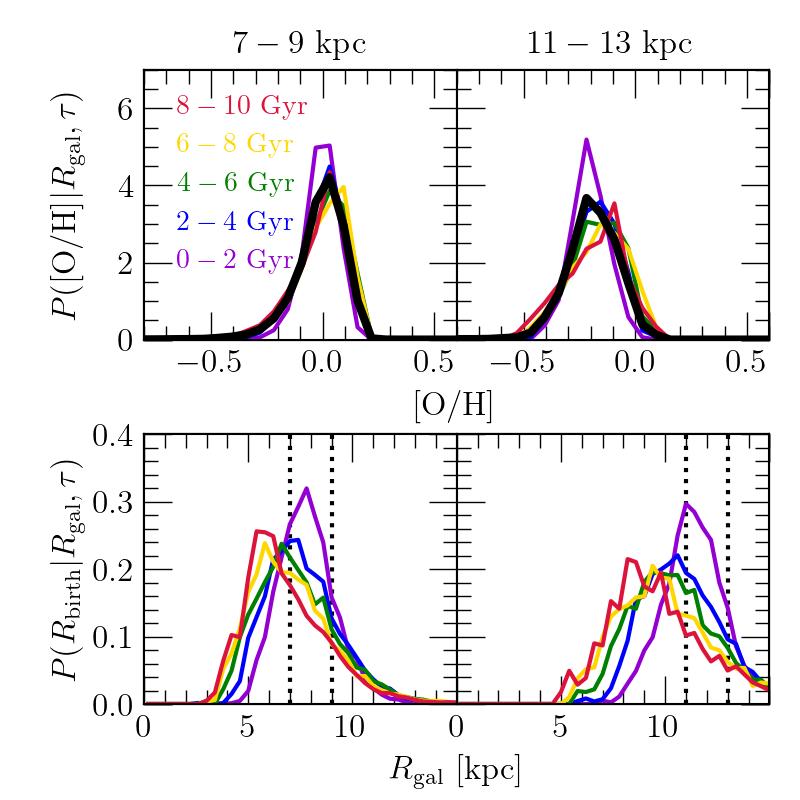 7 − 9 kpc
11 − 13 kpc
P([O/H]|R_gal, τ)
6
4
2
0
8 − 10 Gyr
6 − 8 Gyr
4 − 6 Gyr
2 − 4 Gyr
0 − 2 Gyr
−0.5 0.0 0.5 −0.5 0.0 0.5
[O/H]
P(R_birth|R_gal, τ)
0.4
0.3
0.2
0.1
0.0
0 5 10 0 5 10
R_gal [kpc]